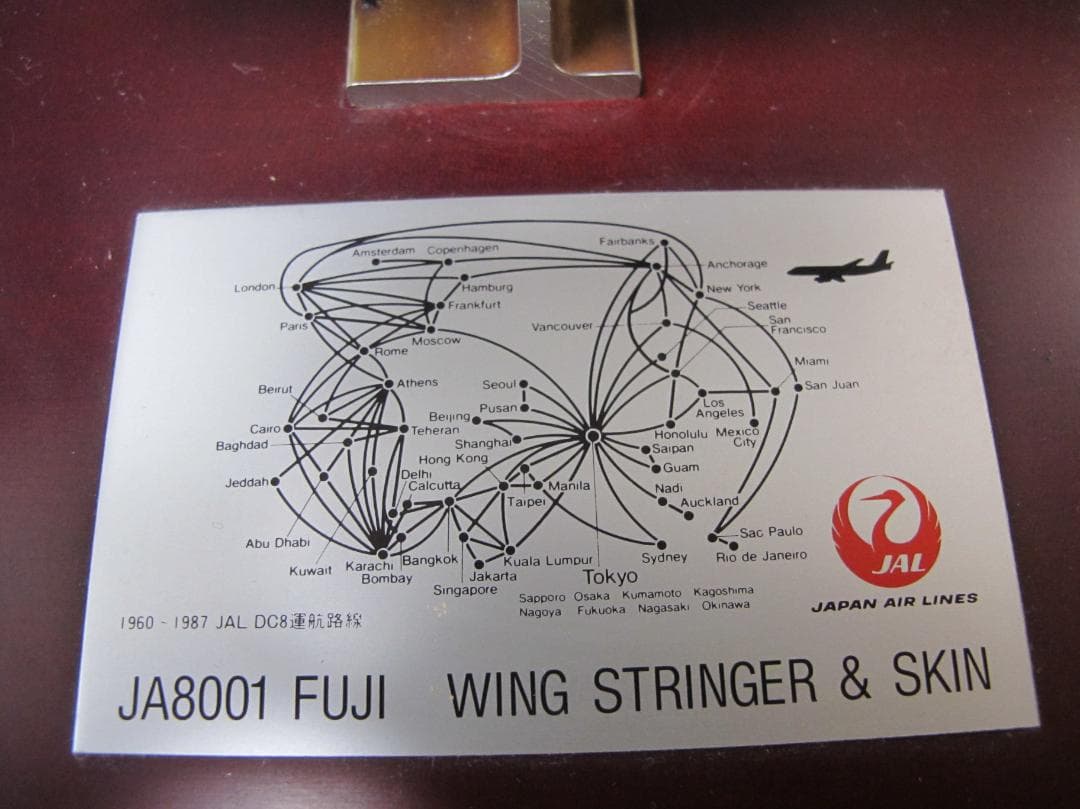 Fairbanks
Amsterdam Copenhagen
Anchorage
London
Hamburg
New York
Frankfurt
Seattle
Paris
Vancouver
San
Francisco
Moscow
Rome
Miami
Beirut
Athens
Seoul
San Juan
Pusan
Los
Angeles
Beijing
Cairo
Teheran
Honolulu
Mexico
City
Baghdad
Shanghai
Saipan
Hong Kong
Guam
Jeddah
Delhi
Calcutta
Taipei
Manila
Nadi
Auckland
Abu Dhabi
Sac Paulo
Kuwait
Karachi
Bombay
Bangkok
Kuala Lumpur
Sydney
Rio de Janeiro
Jakarta
Singapore
Tokyo
Sapporo Osaka Kumamoto Kagoshima
Nagoya Fukuoka Nagasaki Okinawa
JAL
JAPAN AIR LINES
1960 - 1987 JAL DC8運航路線
JA8001 FUJI WING STRINGER & SKIN